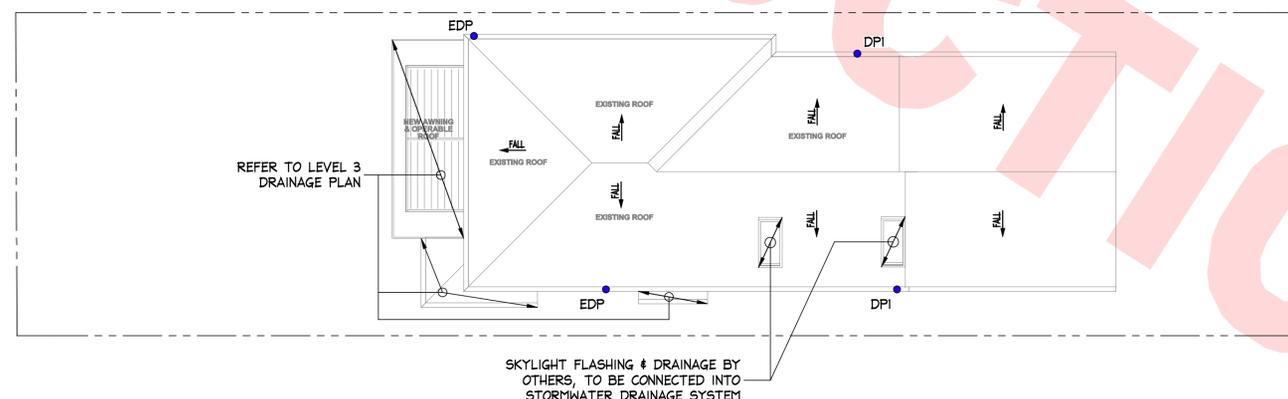 EDP
DP1
EXISTING ROOF
FALL
FALL
FALL
EXISTING ROOF
NEW AWNING
& OPERABLE
ROOF
FALL
EXISTING ROOF
REFER TO LEVEL 3
DRAINAGE PLAN
FALL
EXISTING ROOF
FALL
FALL
EDP
DP1
SKYLIGHT FLASHING & DRAINAGE BY
OTHERS, TO BE CONNECTED INTO
STORMWATER DRAINAGE SYSTEM
CTIO